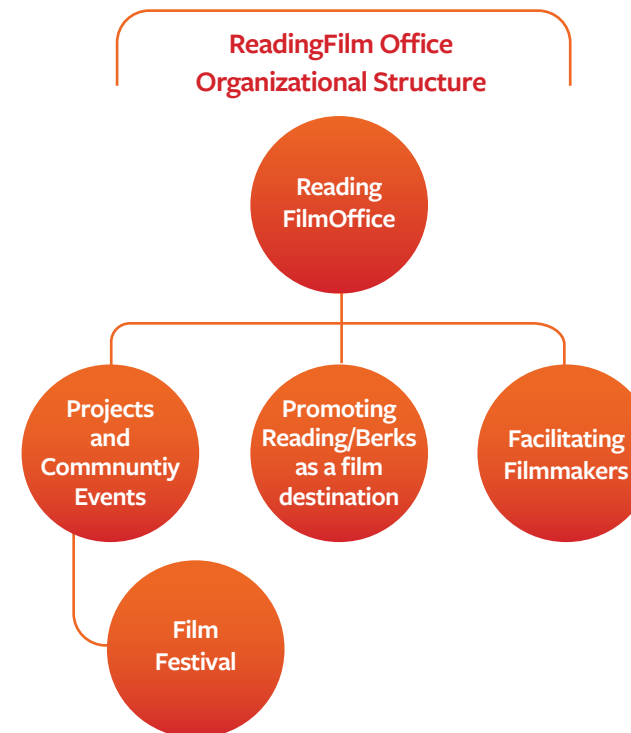 ReadingFilm Office
Organizational Structure
Reading
FilmOffice
Projects
and
Commnuntiy
Events
Promoting
Reading/Berks
as a film
destination
Facilitating
Filmmakers
Film
Festival